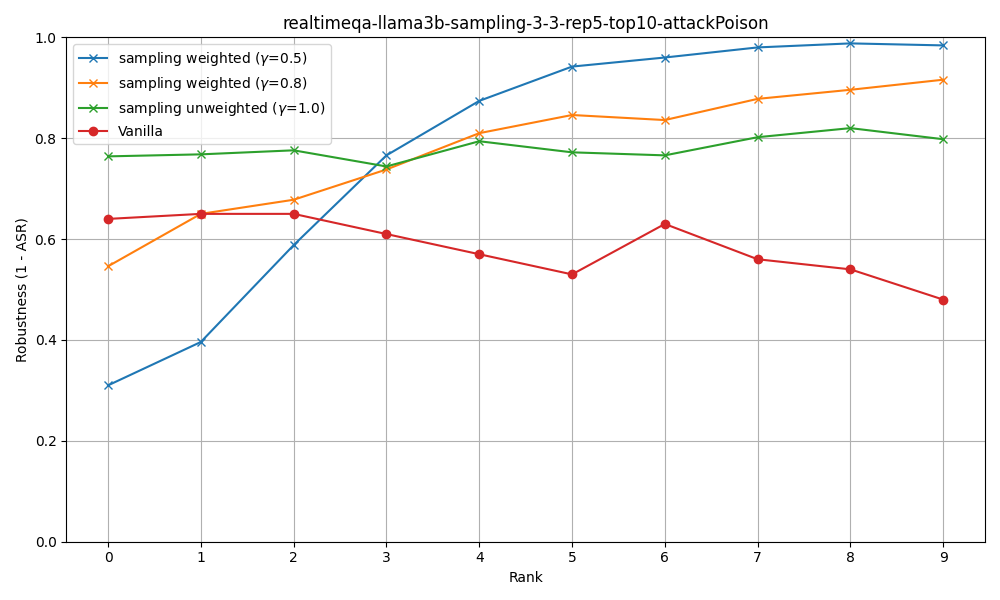 realtimeqa-llama3b-sampling-3-3-rep5-top10-attackPoison
sampling weighted (γ=0.5)
sampling weighted (γ=0.8)
sampling unweighted (γ=1.0)
Vanilla
Robustness (1 - ASR)
1.0
0.8
0.6
0.4
0.2
0.0
0 1 2 3 4 5 6 7 8 9
Rank